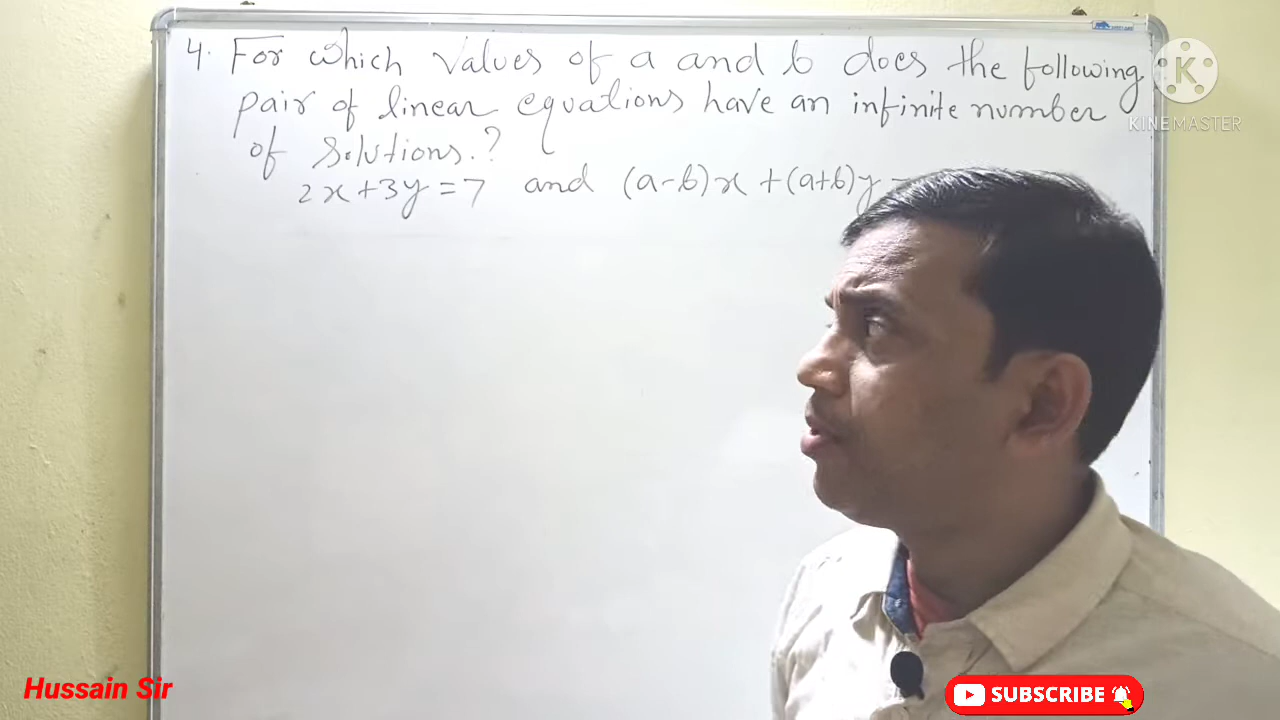 4. For which values of a and b does the following
pair of linear equations have an infinite number
of solutions.?
2x+3y=7 and (a-b)x +(a+b)y =
K
KINEMASTER
Hussain Sir
SUBSCRIBE